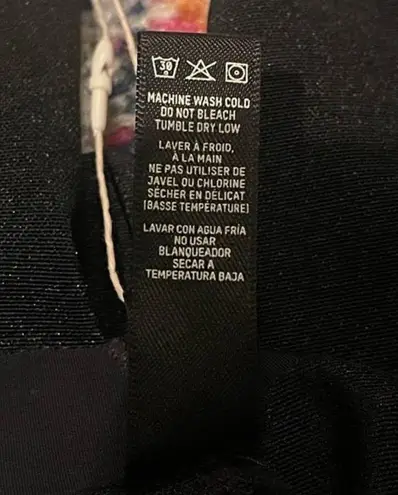 30
MACHINE WASH COLD
DO NOT BLEACH
TUMBLE DRY LOW
LAVER À FROID,
À LA MAIN
NE PAS UTILISER DE
JAVEL OU CHLORINE
SÉCHER EN DÉLICAT
(BASSE TEMPÉRATURE)
LAVAR CON AGUA FRÍA
NO USAR
BLANQUEADOR
SECAR A
TEMPERATURA BAJA